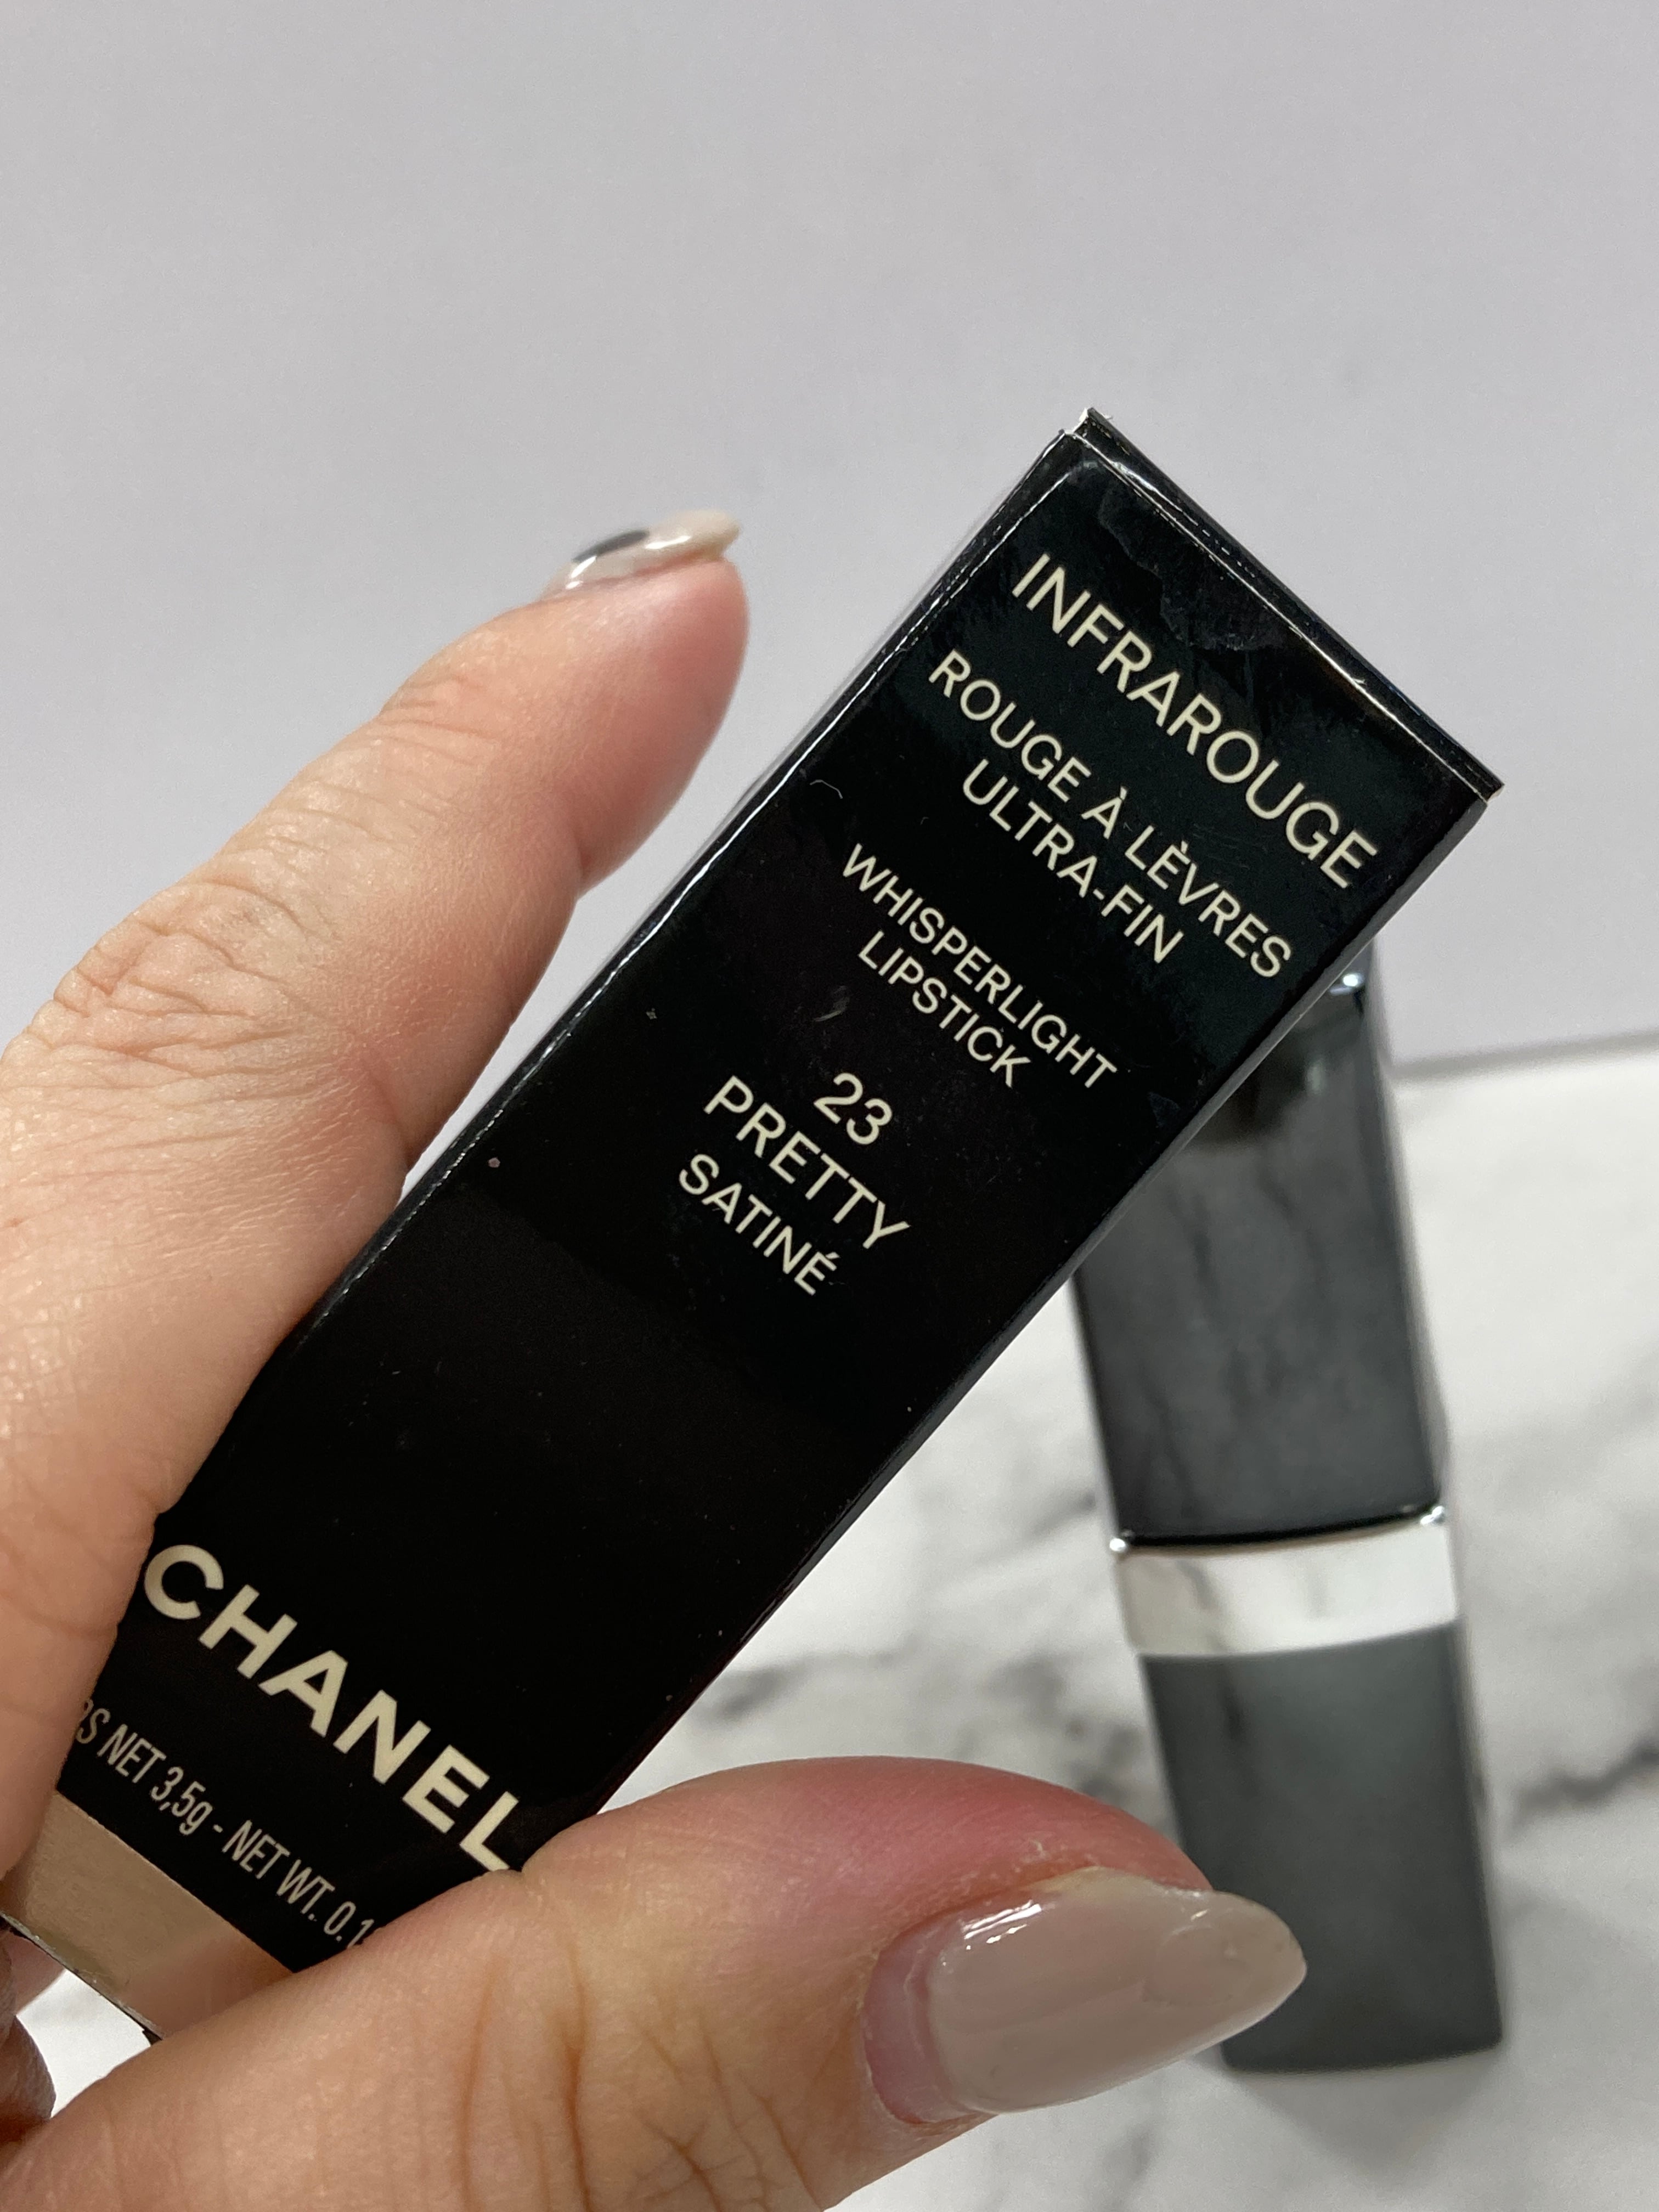 INFRAROUGE
ROUGE À LÈVRES
ULTRA-FIN
WHISPERLIGHT
LIPSTICK
23
PRETTY
SATINÉ
CHANEL
NET 3,5g - NET WT.